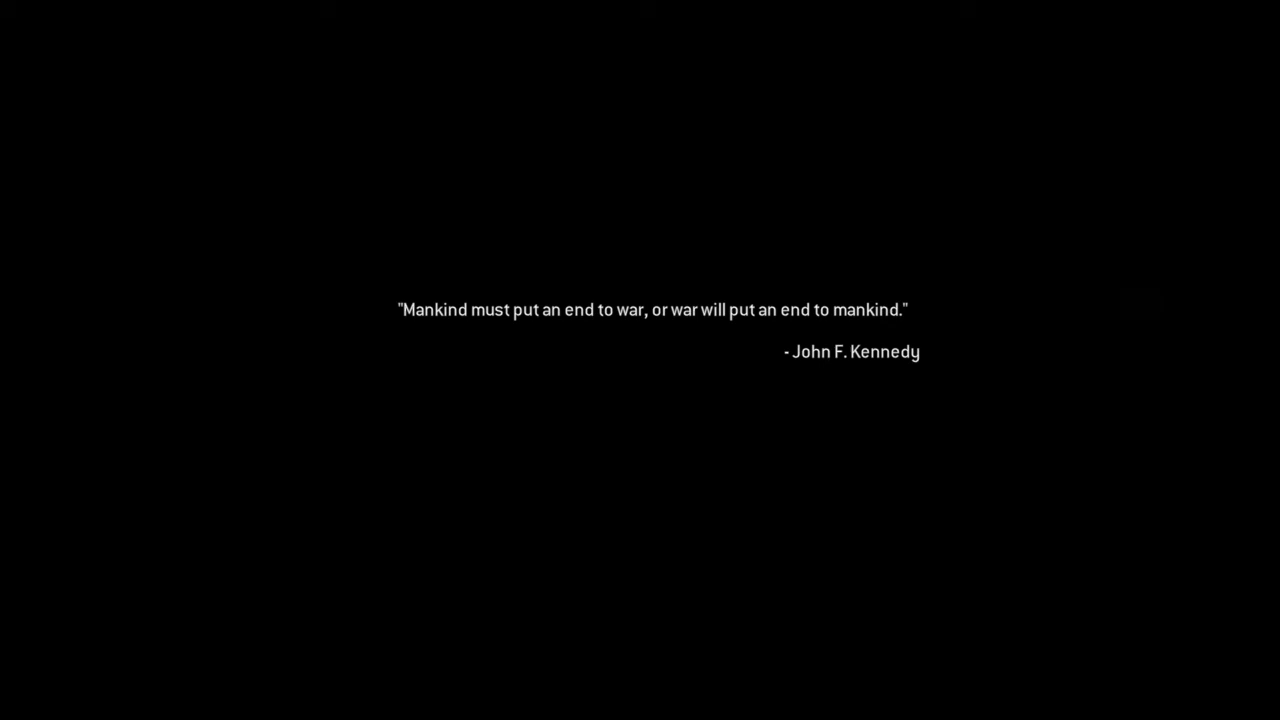 "Mankind must put an end to war, or war will put an end to mankind."
- John F. Kennedy